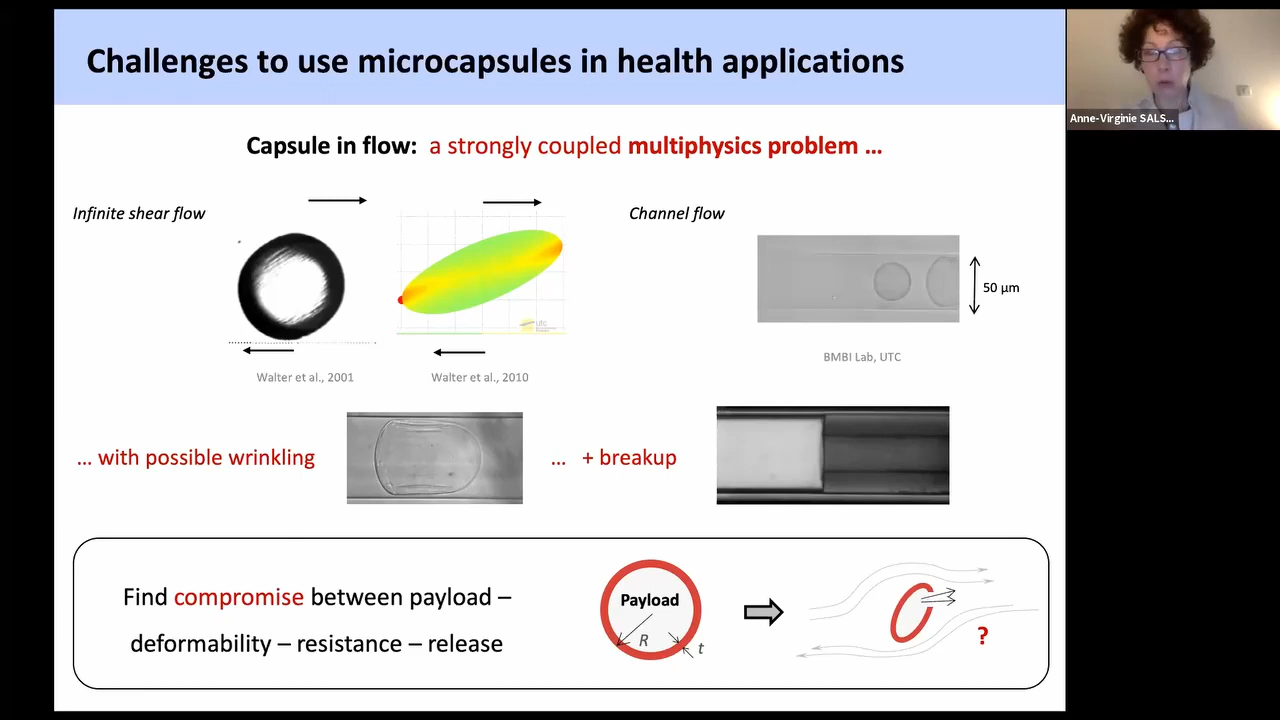 Challenges to use microcapsules in health applications
Anne-Virginie SALS...
Capsule in flow: a strongly coupled multiphysics problem ...
Infinite shear flow
Channel flow
50 µm
utc
BMBI Lab, UTC
Walter et al., 2001
Walter et al., 2010
... with possible wrinkling
... + breakup
Find compromise between payload –
deformability – resistance – release
Payload
R
t
?